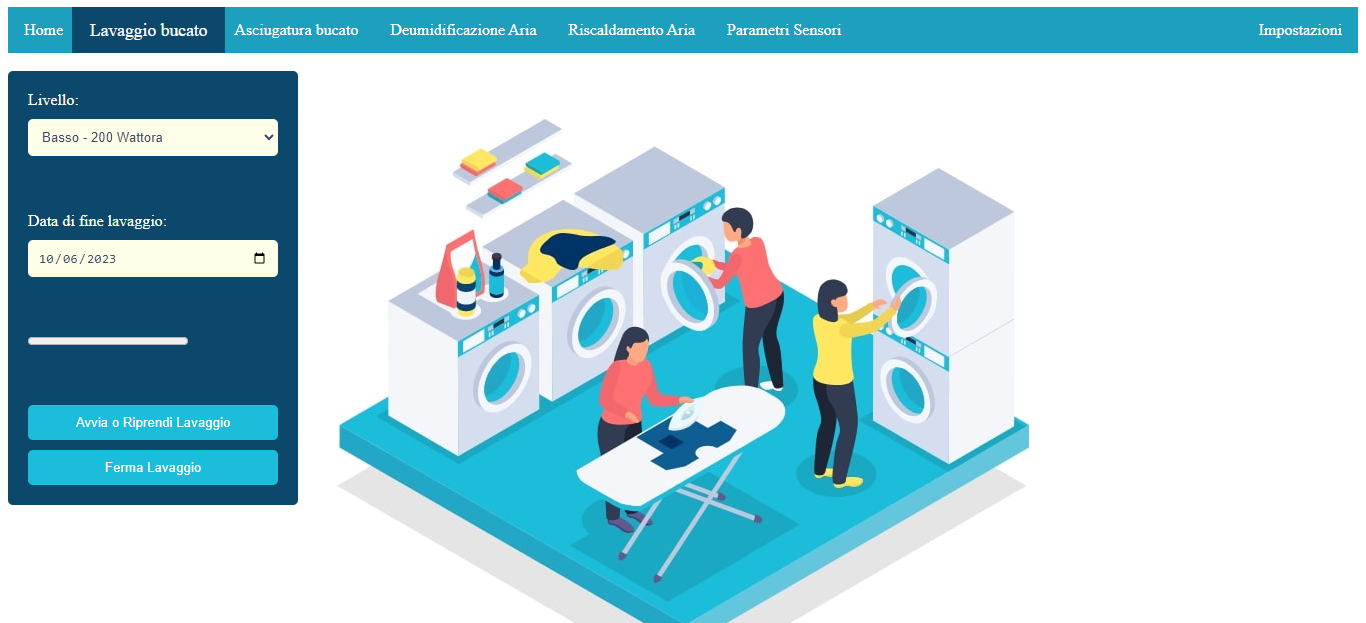 Home Lavaggio bucato Asciugatura bucato Deumidificazione Aria Riscaldamento Aria Parametri Sensori Impostazioni
Livello:
Basso - 200 Wattora
Data di fine lavaggio:
10/06/2023
Avvia o Riprendi Lavaggio
Ferma Lavaggio